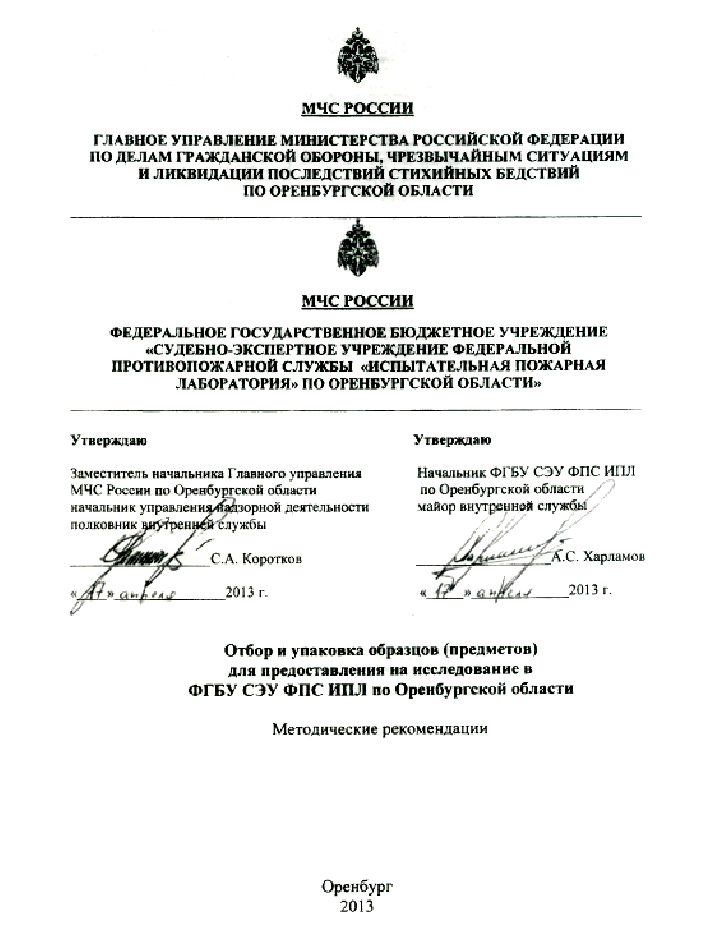 МЧС РОССИИ
ГЛАВНОЕ УПРАВЛЕНИЕ МИНИСТЕРСТВА РОССИЙСКОЙ ФЕДЕРАЦИИ
ПО ДЕЛАМ ГРАЖДАНСКОЙ ОБОРОНЫ, ЧРЕЗВЫЧАЙНЫМ СИТУАЦИЯМ
И ЛИКВИДАЦИИ ПОСЛЕДСТВИЙ СТИХИЙНЫХ БЕДСТВИЙ
ПО ОРЕНБУРГСКОЙ ОБЛАСТИ
МЧС РОССИИ
ФЕДЕРАЛЬНОЕ ГОСУДАРСТВЕННОЕ БЮДЖЕТНОЕ УЧРЕЖДЕНИЕ
«СУДЕБНО-ЭКСПЕРТНОЕ УЧРЕЖДЕНИЕ ФЕДЕРАЛЬНОЙ
ПРОТИВОПОЖАРНОЙ СЛУЖБЫ «ИСПЫТАТЕЛЬНАЯ ПОЖАРНАЯ
ЛАБОРАТОРИЯ» ПО ОРЕНБУРГСКОЙ ОБЛАСТИ»
Утверждаю
Заместитель начальника Главного управления
МЧС России по Оренбургской области
начальник управления надзорной деятельности
полковник внутренней службы
С.А. Коротков
«17» апреля 2013 г.
Утверждаю
Начальник ФГБУ СЭУ ФПС ИПЛ
по Оренбургской области
майор внутренней службы
А.С. Харламов
«17» апреля 2013 г.
Отбор и упаковка образцов (предметов)
для предоставления на исследование в
ФГБУ СЭУ ФПС ИПЛ по Оренбургской области
Методические рекомендации
Оренбург
2013